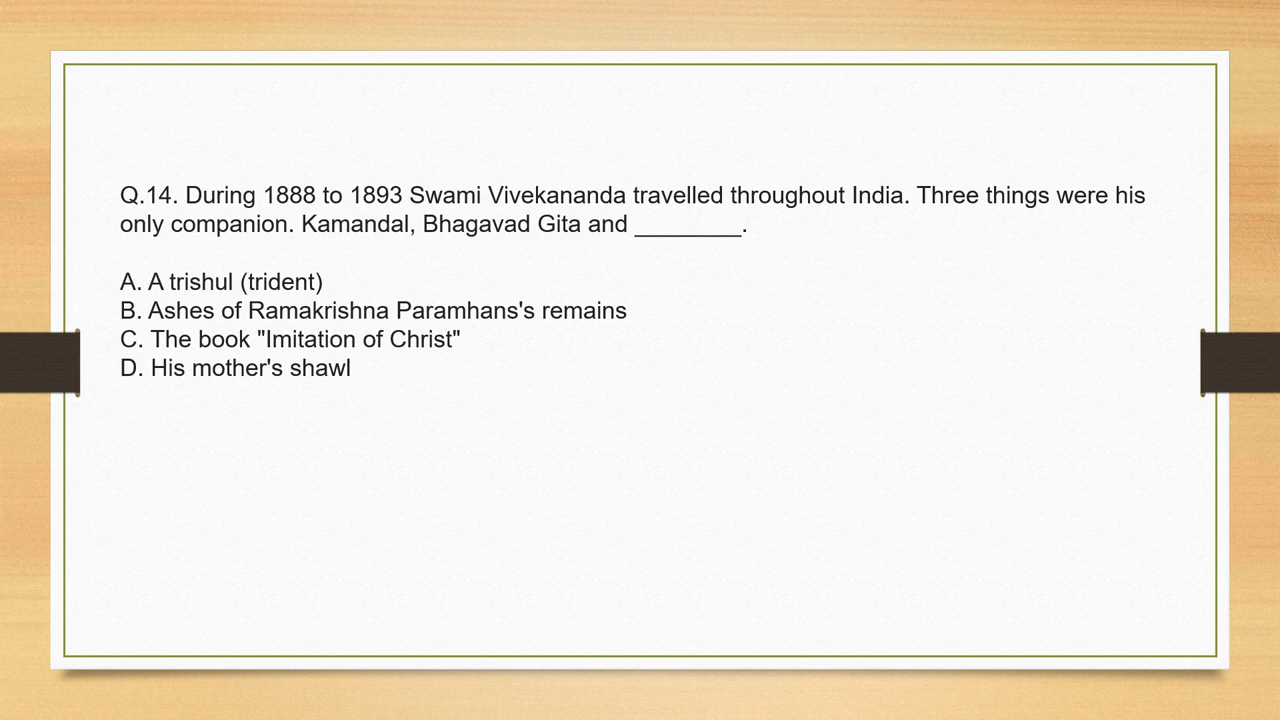 Q.14. During 1888 to 1893 Swami Vivekananda travelled throughout India. Three things were his
only companion. Kamandal, Bhagavad Gita and ________.
A. A trishul (trident)
B. Ashes of Ramakrishna Paramhans's remains
C. The book "Imitation of Christ"
D. His mother's shawl